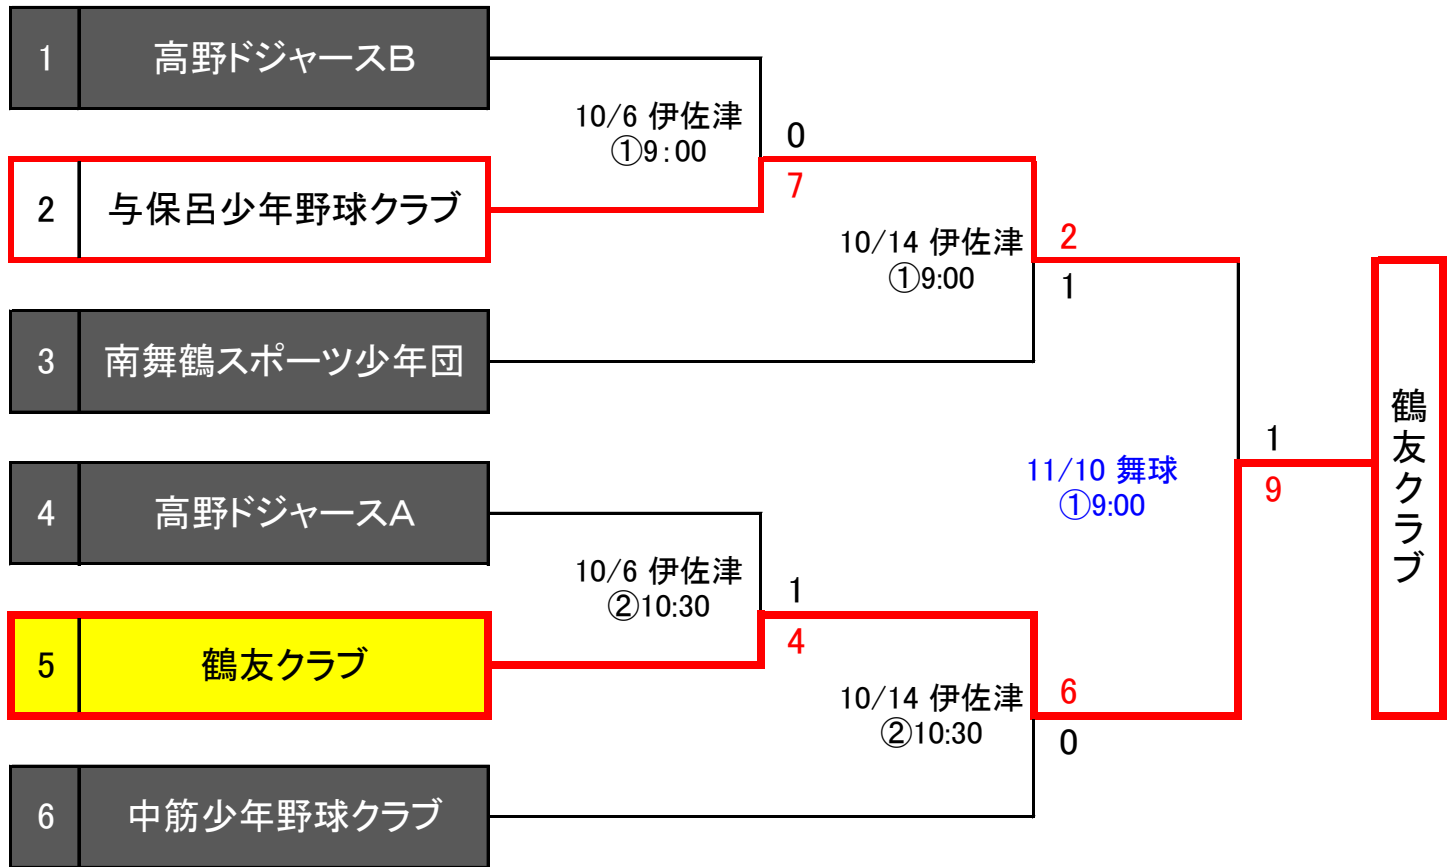 1 高野ドジャースB
10/6 伊佐津
①9:00
0
7
2 与保呂少年野球クラブ
10/14 伊佐津
①9:00
2
1
3 南舞鶴スポーツ少年団
11/10 舞球
①9:00
1
9
鶴友クラブ
4 高野ドジャースA
10/6 伊佐津
②10:30
1
4
5 鶴友クラブ
10/14 伊佐津
②10:30
6
0
6 中筋少年野球クラブ